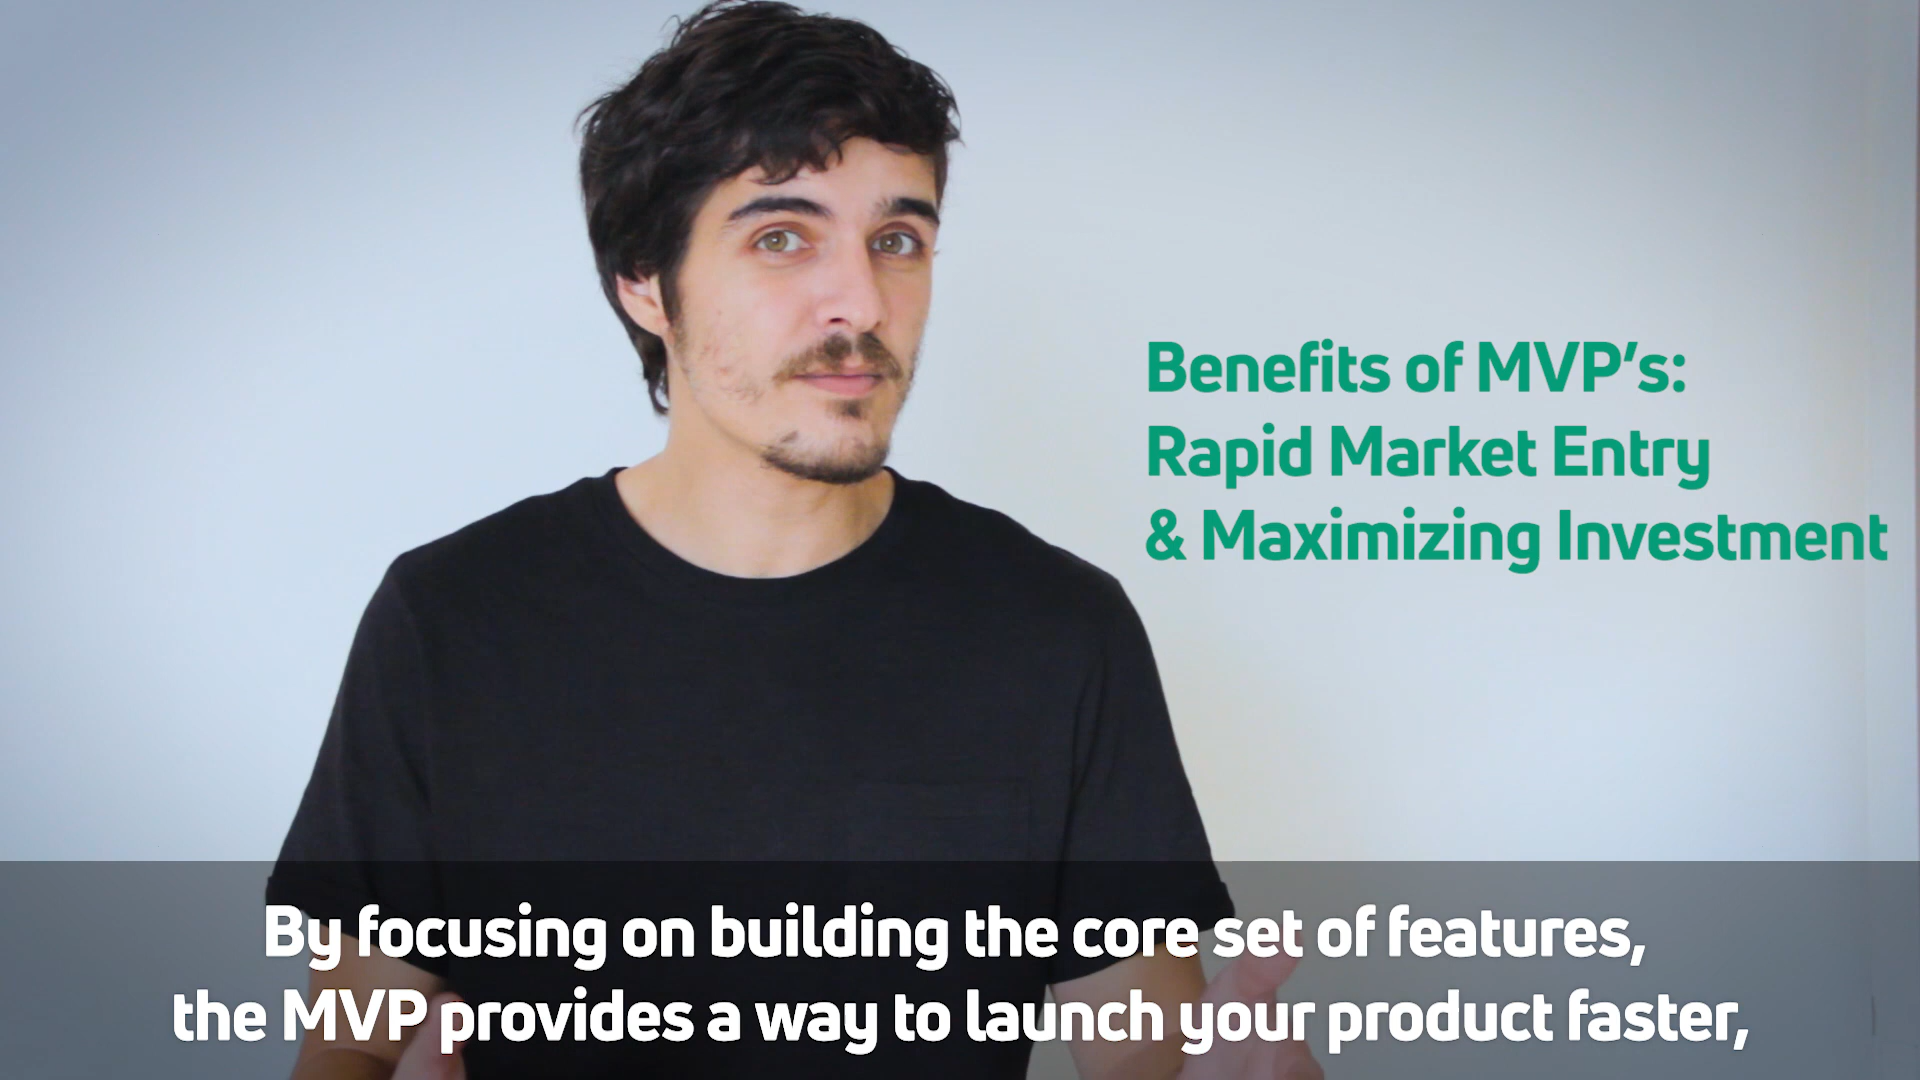 Benefits of MVP's:
Rapid Market Entry
& Maximizing Investment
By focusing on building the core set of features,
the MVP provides a way to launch your product faster,